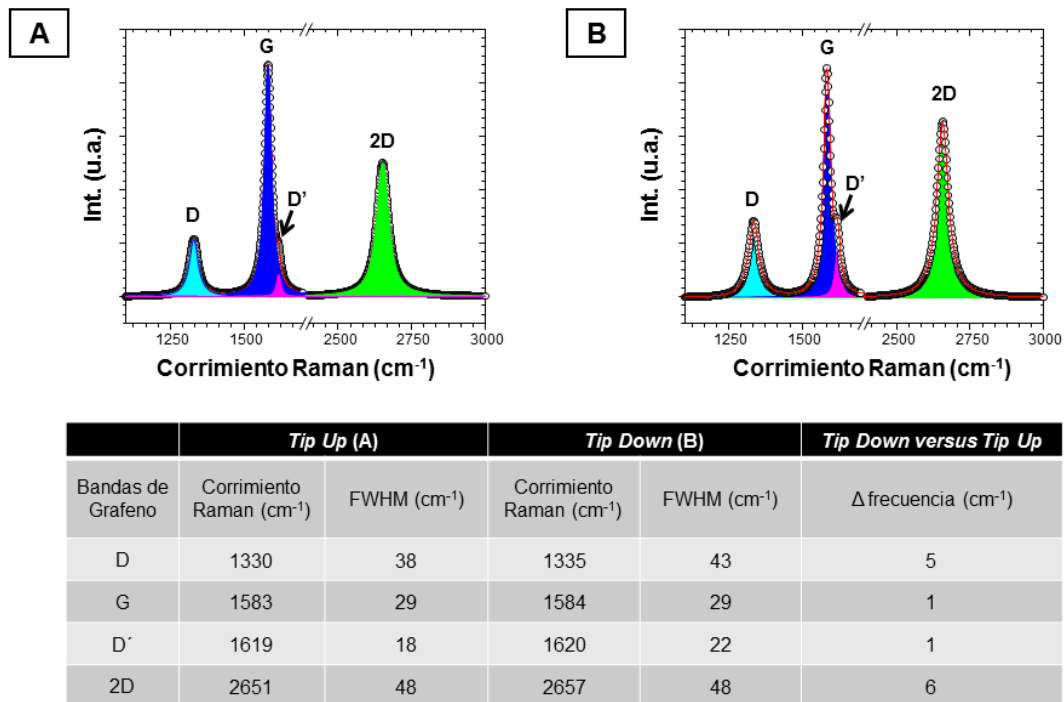 A
B
G
D
D’
2D
Int. (u.a.)
1250
1500
2500
2750
3000
Corrimiento Raman (cm-1)
G
D
D’
2D
Int. (u.a.)
1250
1500
2500
2750
3000
Corrimiento Raman (cm-1)
Tip Up (A)
Tip Down (B)
Tip Down versus Tip Up
Bandas de
Grafeno
Corrimiento
Raman (cm-1)
FWHM (cm-1)
Corrimiento
Raman (cm-1)
FWHM (cm-1)
Δ frecuencia (cm-1)
D 1330 38 1335 43 5
G 1583 29 1584 29 1
D´ 1619 18 1620 22 1
2D 2651 48 2657 48 6